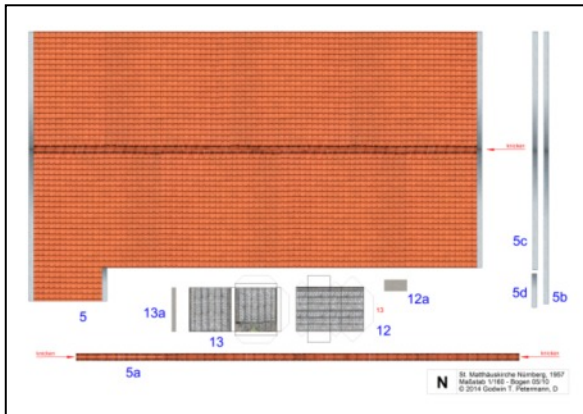 knicken
5c
12a
5d
5b
13a
13
5
13
12
knicken
knicken
5a
N
St. Matthäuskirche Nürnberg, 1957
Maßstab 1/160 - Bogen 05/10
© 2014 Godwin T. Petermann, D